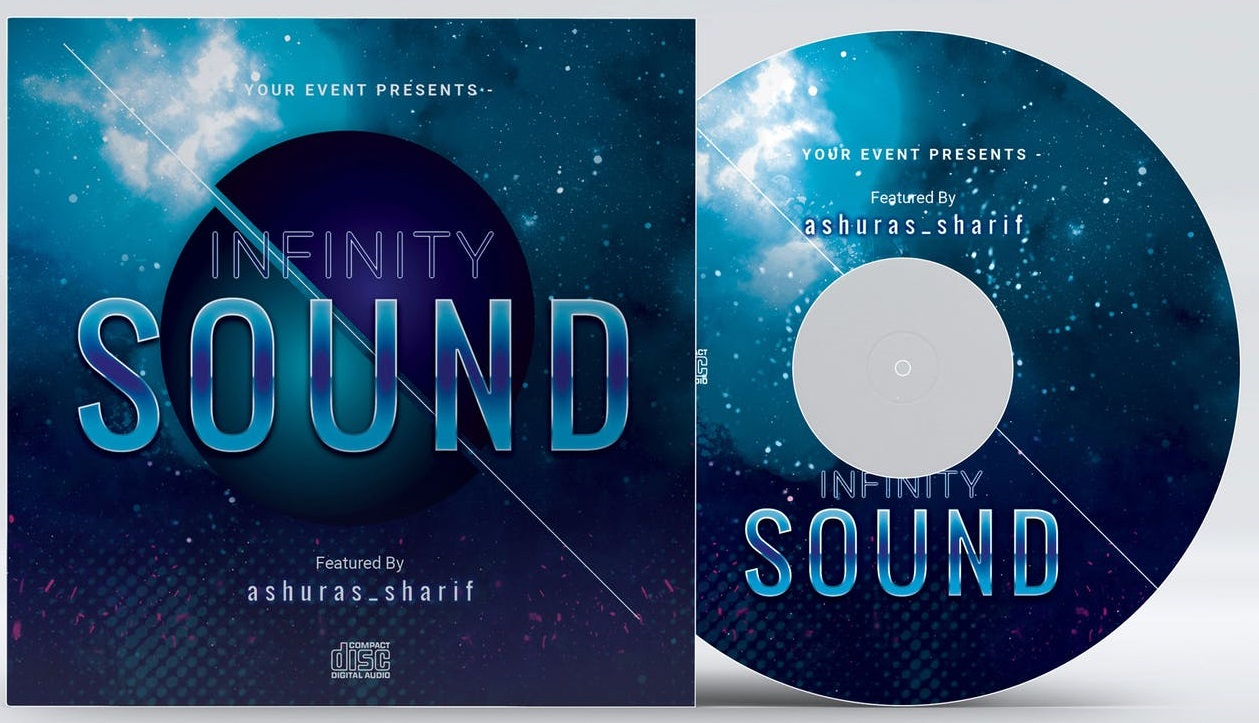 - YOUR EVENT PRESENTS -
INFINITY
SOUND
Featured By
ashuras_sharif
COMPACT
disc
DIGITAL AUDIO
- YOUR EVENT PRESENTS -
Featured By
ashuras_sharif
INFINITY
SOUND